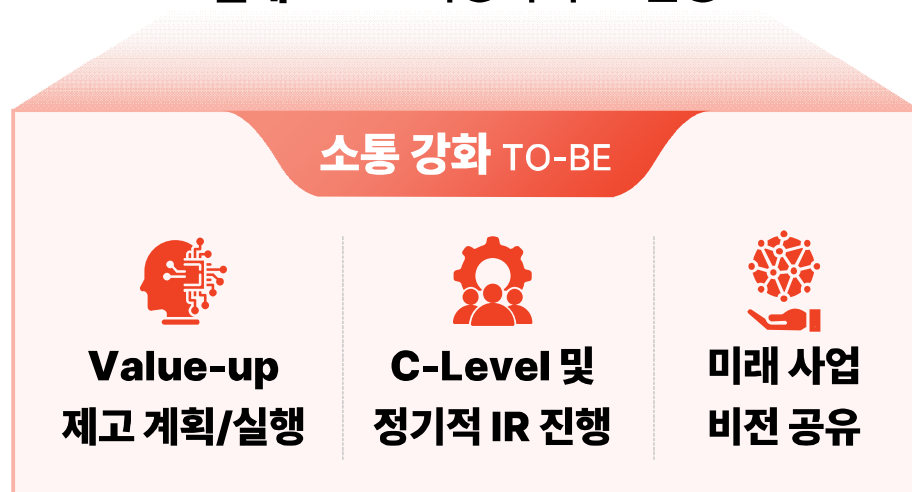 소통 강화 TO-BE
Value-up
제고 계획/실행
C-Level 및
정기적 IR 진행
미래 사업
비전 공유